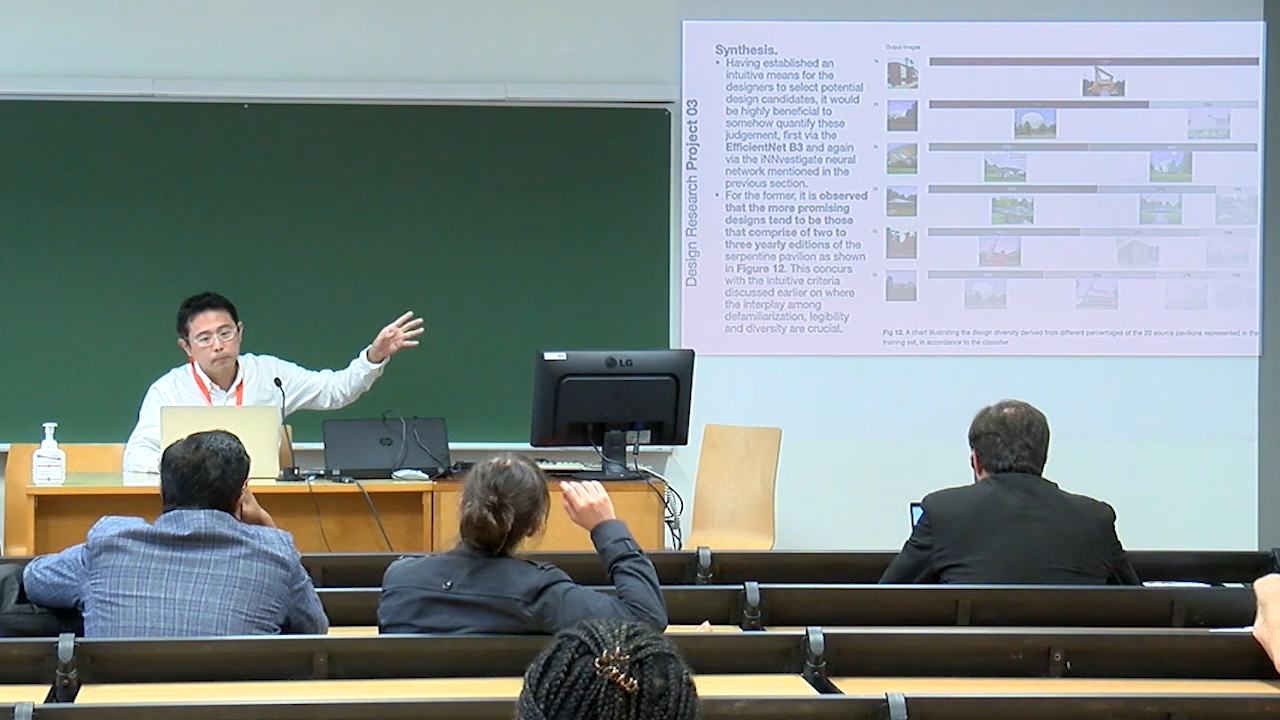 Design Research Project 03
Synthesis.
• Having established an
intuitive means for the
designers to select potential
design candidates, it would
be highly beneficial to
somehow quantify these
judgement, first via the
EfficientNet B3 and again
via the iNNvestigate neural
network mentioned in the
previous section.
• For the former, it is observed
that the more promising
designs tend to be those
that comprise of two to
three yearly editions of the
serpentine pavilion as shown
in Figure 12. This concurs
with the intuitive criteria
discussed earlier on where
the interplay among
defamiliarization, legibility
and diversity are crucial.
Output Images
Fig 12. A chart illustrating the design diversity derived from different percentages of the 20 source pavilions represented in the
training set, in accordance to the classifier.
LG
hp